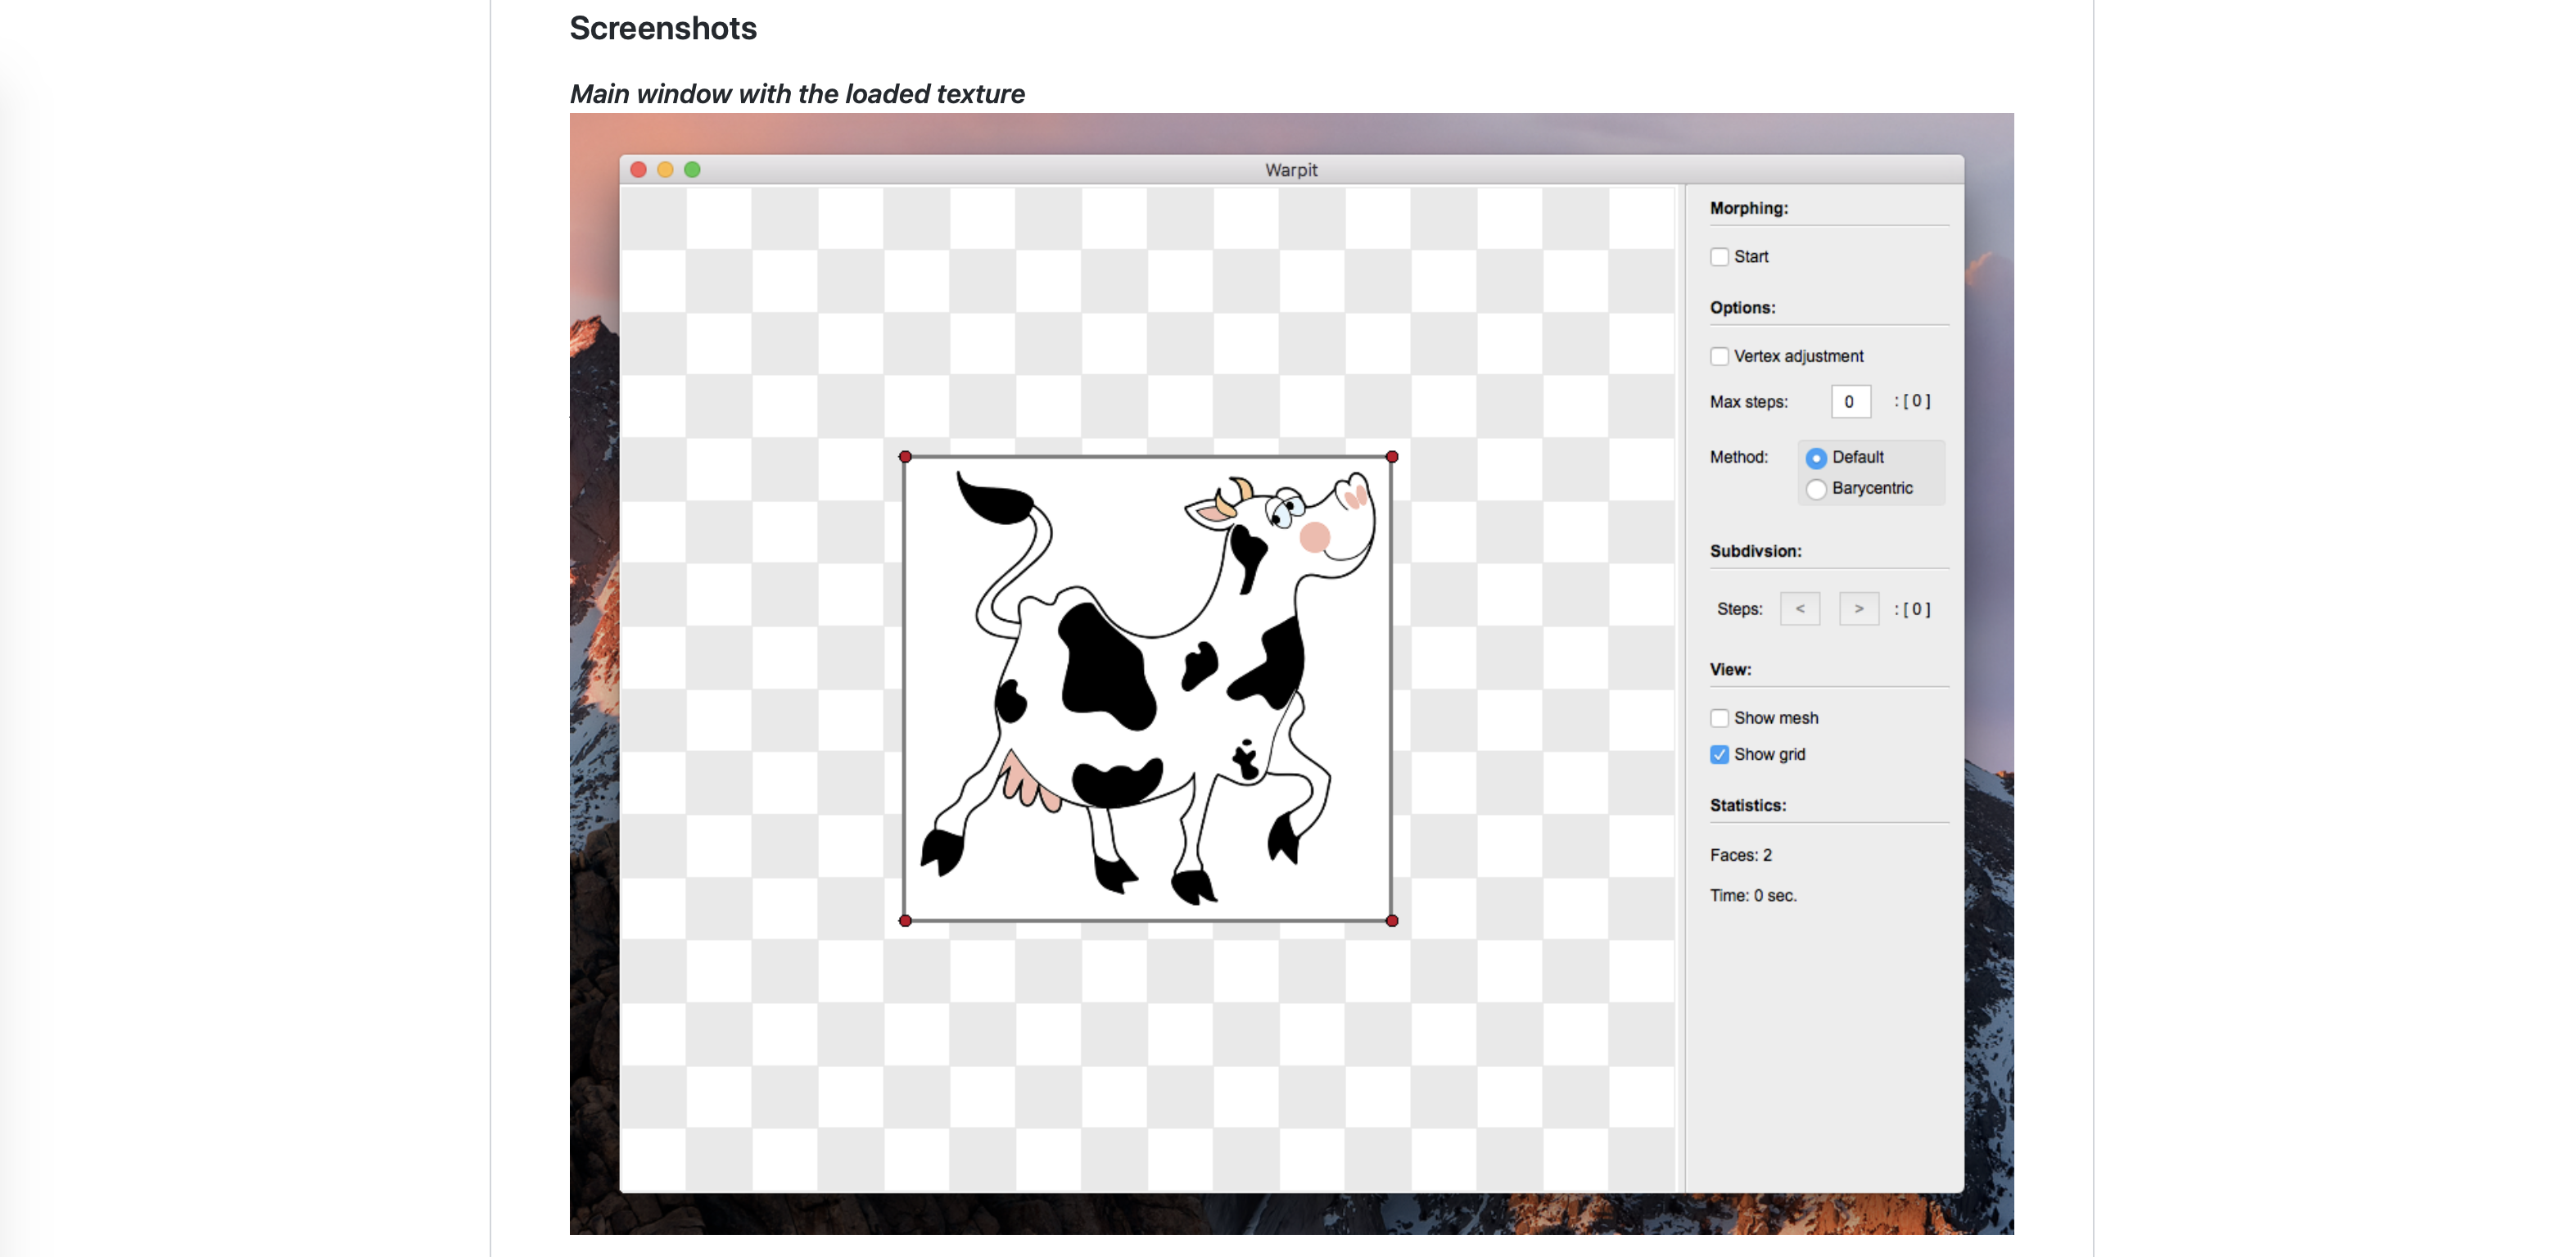 Screenshots
Main window with the loaded texture
Warpit
Morphing:
Start
Options:
Vertex adjustment
Max steps: 0 : [ 0 ]
Method: Default
Barycentric
Subdivsion:
Steps: < > : [ 0 ]
View:
Show mesh
Show grid
Statistics:
Faces: 2
Time: 0 sec.